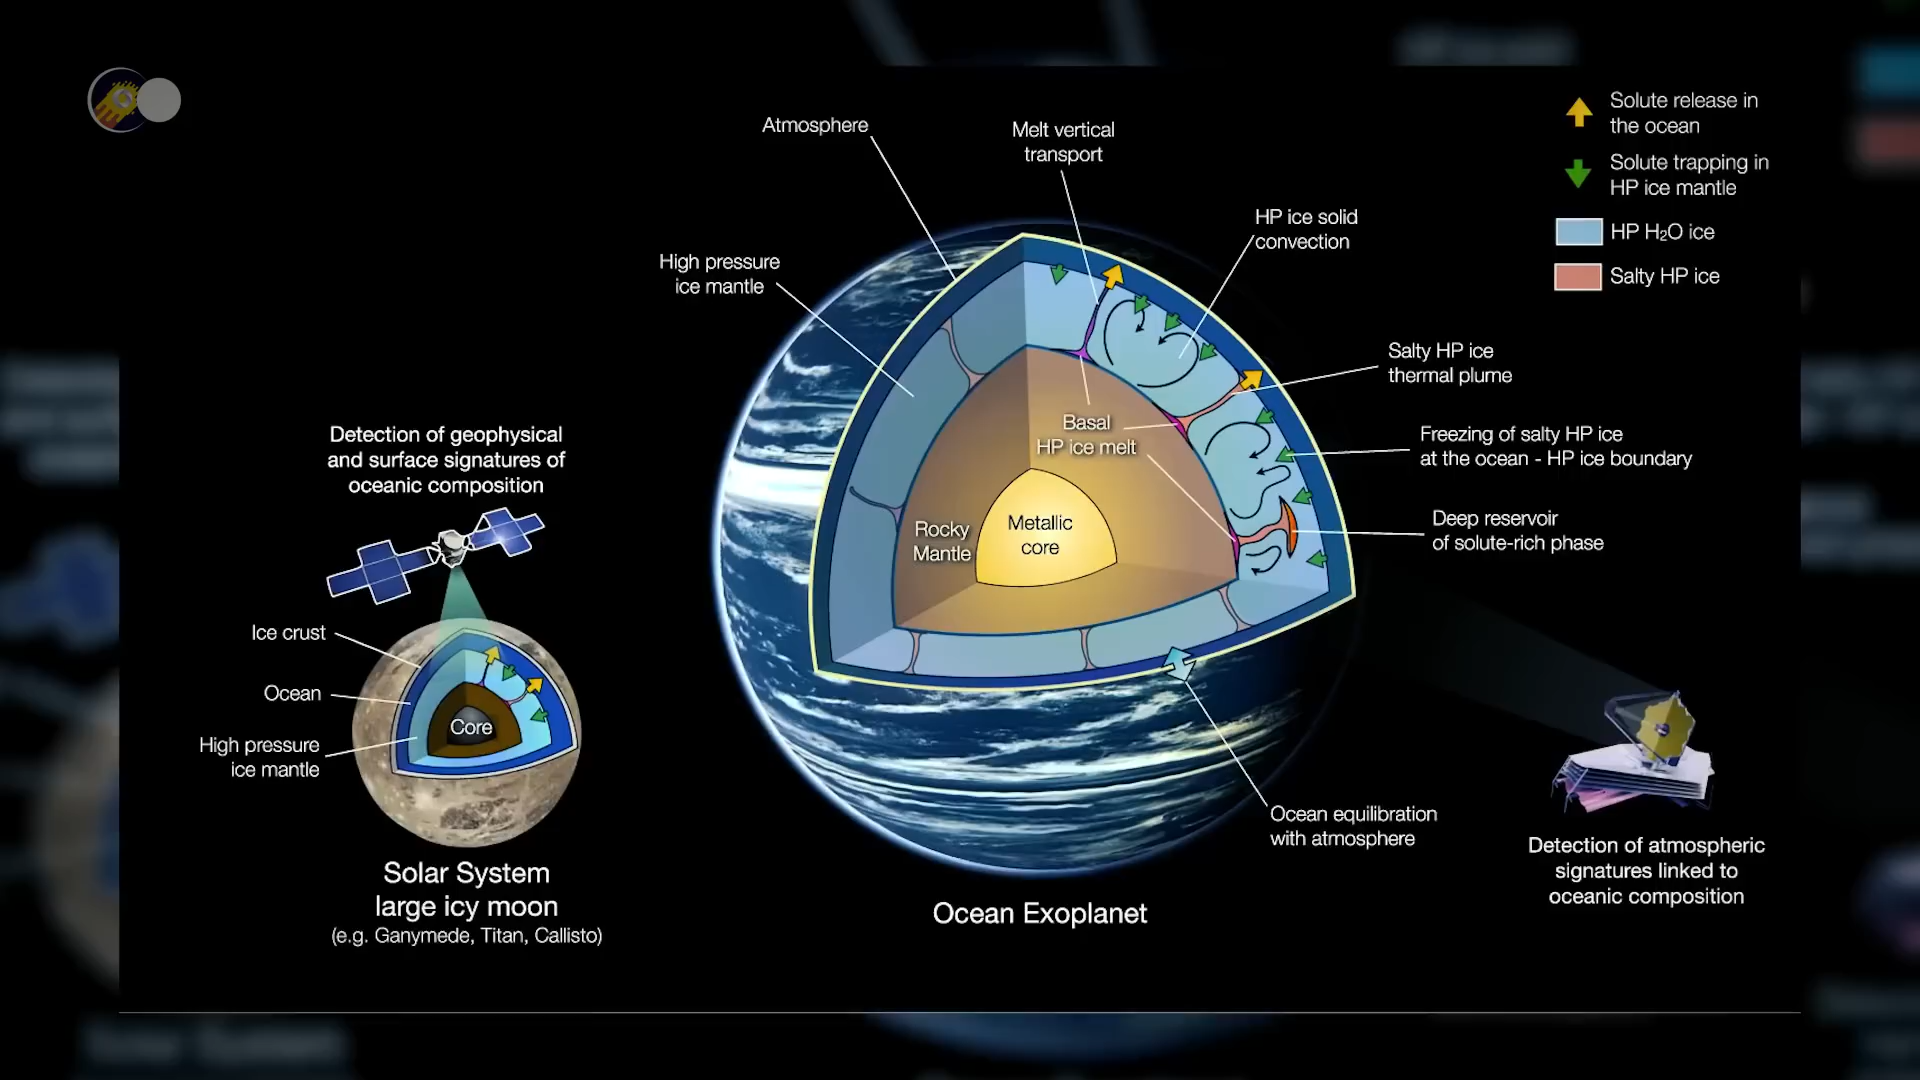 Atmosphere
Melt vertical
transport
Solute release in
the ocean
Solute trapping in
HP ice mantle
HP H₂O ice
Salty HP ice
HP ice solid
convection
High pressure
ice mantle
Salty HP ice
thermal plume
Basal
HP ice melt
Freezing of salty HP ice
at the ocean - HP ice boundary
Deep reservoir
of solute-rich phase
Rocky
Mantle
Metallic
core
Detection of geophysical
and surface signatures of
oceanic composition
Ice crust
Ocean
High pressure
ice mantle
Core
Solar System
large icy moon
(e.g. Ganymede, Titan, Callisto)
Ocean equilibration
with atmosphere
Ocean Exoplanet
Detection of atmospheric
signatures linked to
oceanic composition